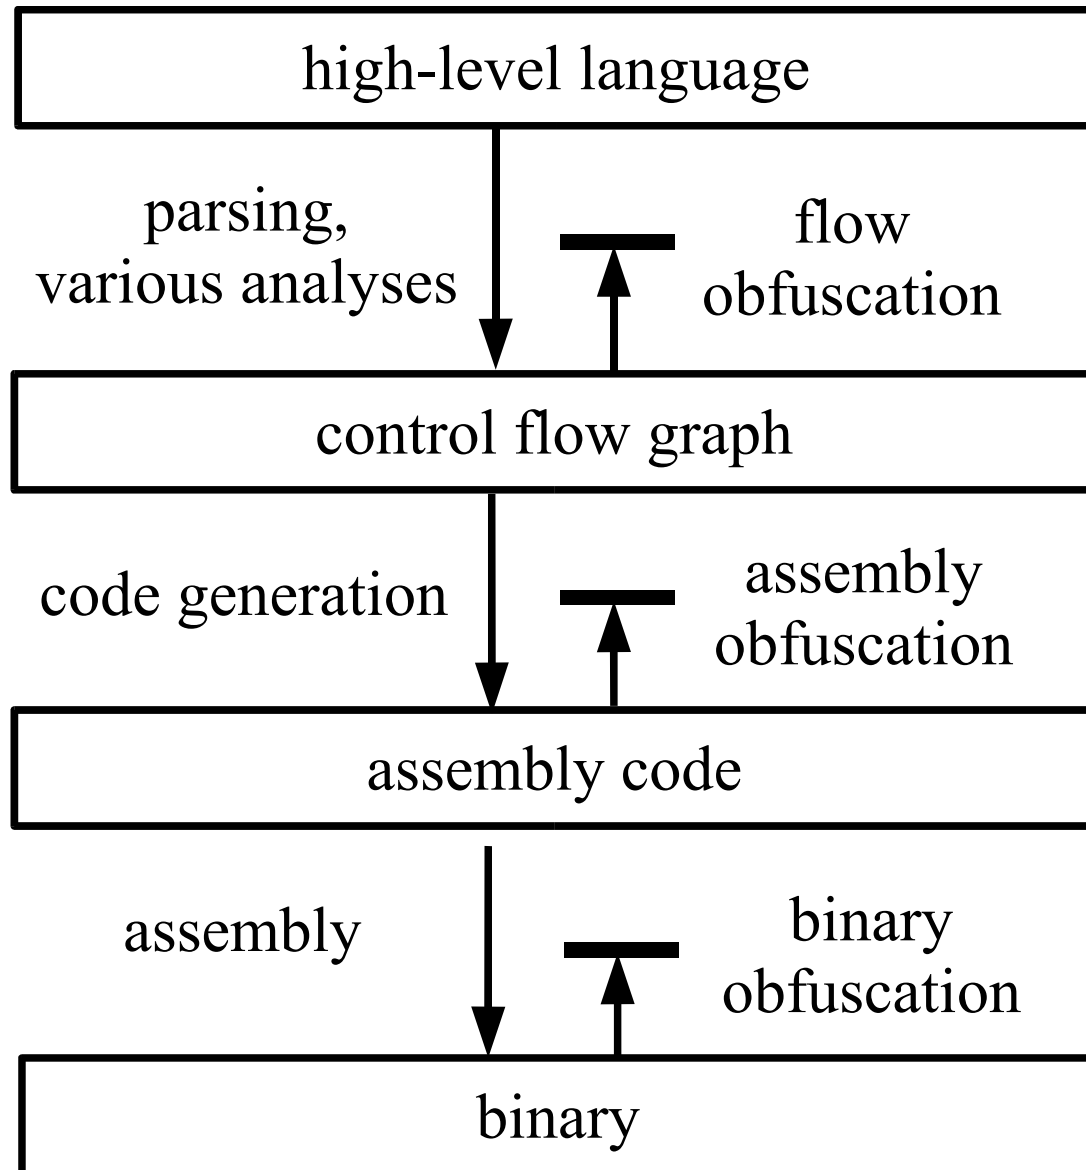 high-level language
parsing,
various analyses
flow
obfuscation
control flow graph
code generation
assembly
obfuscation
assembly code
assembly
binary
obfuscation
binary